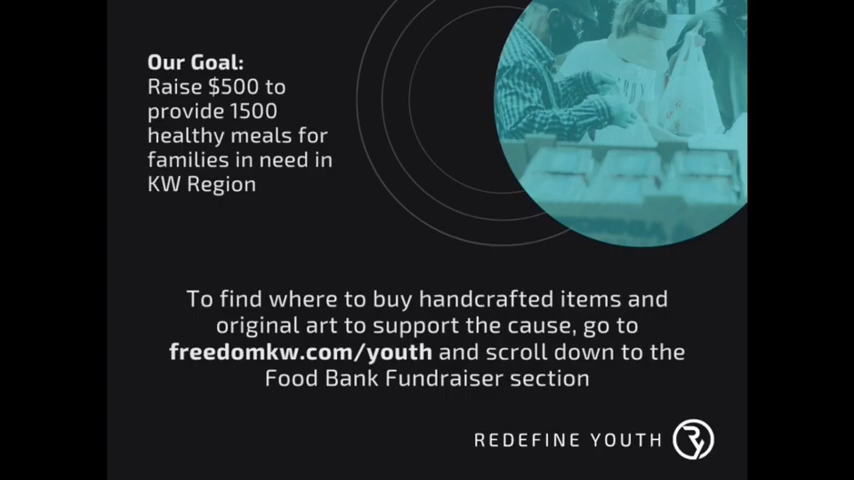 Our Goal:
Raise $500 to
provide 1500
healthy meals for
families in need in
KW Region
To find where to buy handcrafted items and
original art to support the cause, go to
freedomkw.com/youth and scroll down to the
Food Bank Fundraiser section
REDEFINE YOUTH